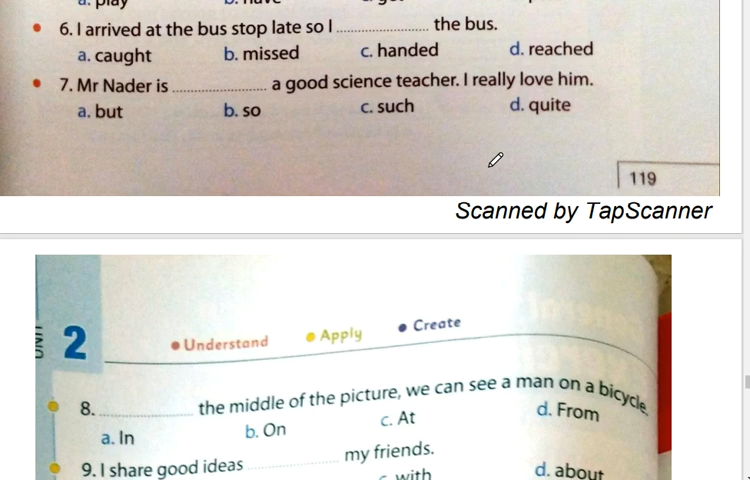 a. play
6. I arrived at the bus stop late so I ........................ the bus.
a. caught b. missed c. handed d. reached
7. Mr Nader is ........................ a good science teacher. I really love him.
a. but b. so c. such d. quite
119
Scanned by TapScanner
UNIT 2
Understand Apply Create
8. ........................ the middle of the picture, we can see a man on a bicycle.
a. In b. On c. At d. From
9. I share good ideas ........................ my friends.
c. with d. about